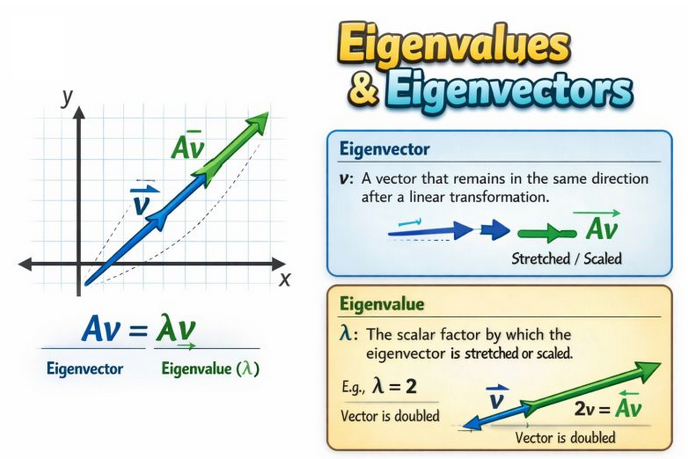 Eigenvalues
& Eigenvectors
y
Av
v
x
Av = λv
Eigenvector Eigenvalue (λ)
Eigenvector
v: A vector that remains in the same direction
after a linear transformation.
Av
Stretched / Scaled
Eigenvalue
λ: The scalar factor by which the
eigenvector is stretched or scaled.
E.g., λ = 2
Vector is doubled
v
2v = Av
Vector is doubled